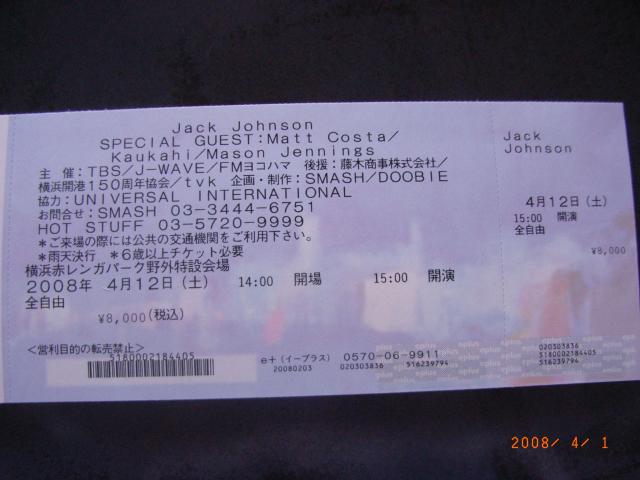 Jack Johnson
SPECIAL GUEST:Matt Costa/
Kaukahi/Mason Jennings
主 催:TBS/J-WAVE/FMヨコハマ 後援:藤木商事株式会社/
横浜開港150周年協会/tvk 企画・制作:SMASH/DOOBIE
協力:UNIVERSAL INTERNATIONAL
お問合せ:SMASH 03-3444-6751
HOT STUFF 03-5720-9999
*ご来場の際には公共の交通機関をご利用下さい。
*雨天決行 *6歳以上チケット必要
横浜赤レンガパーク野外特設会場
2008年 4月12日(土) 14:00 開場 15:00 開演
全自由
¥8,000(税込)
<営利目的の転売禁止>
5180002184405
e+(イープラス) 0570-06-9911
20080203 020303836 516239794
Jack
Johnson
4月12日(土)
15:00 開演
全自由
¥8,000
020303836
5180002184405
516239794
eplus
2008/ 4/ 1